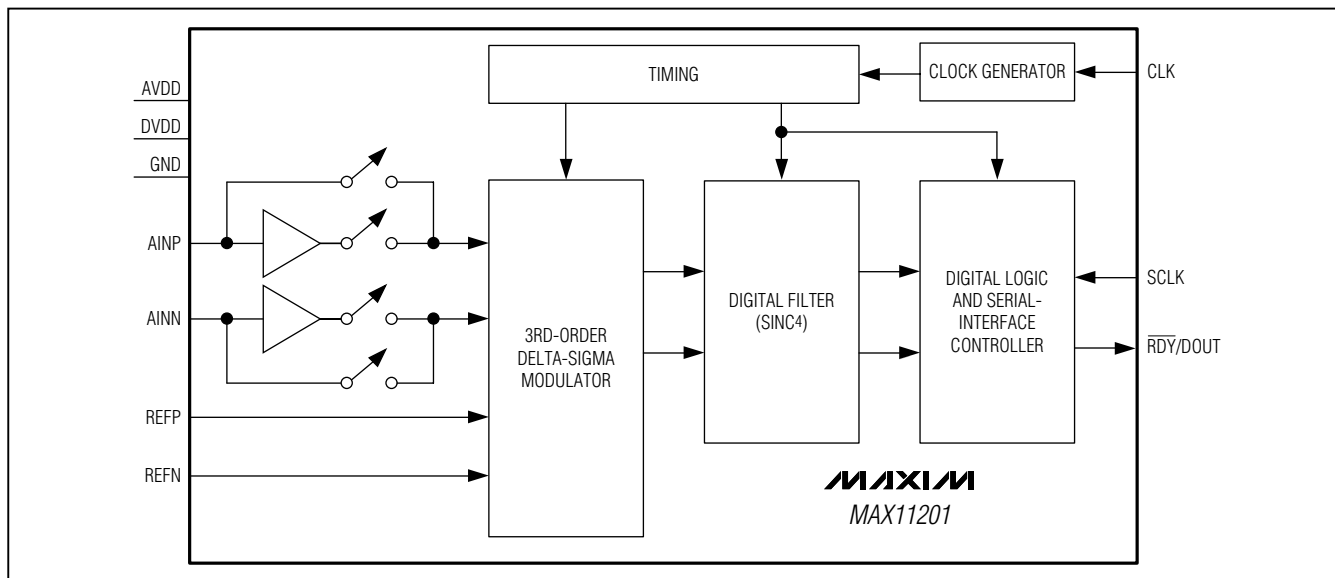 TIMING
CLOCK GENERATOR
CLK
AVDD
DVDD
GND
AINP
AINN
REFP
REFN
3RD-ORDER
DELTA-SIGMA
MODULATOR
DIGITAL FILTER
(SINC4)
DIGITAL LOGIC
AND SERIAL-
INTERFACE
CONTROLLER
SCLK
RDY/DOUT
MAXIM
MAX11201